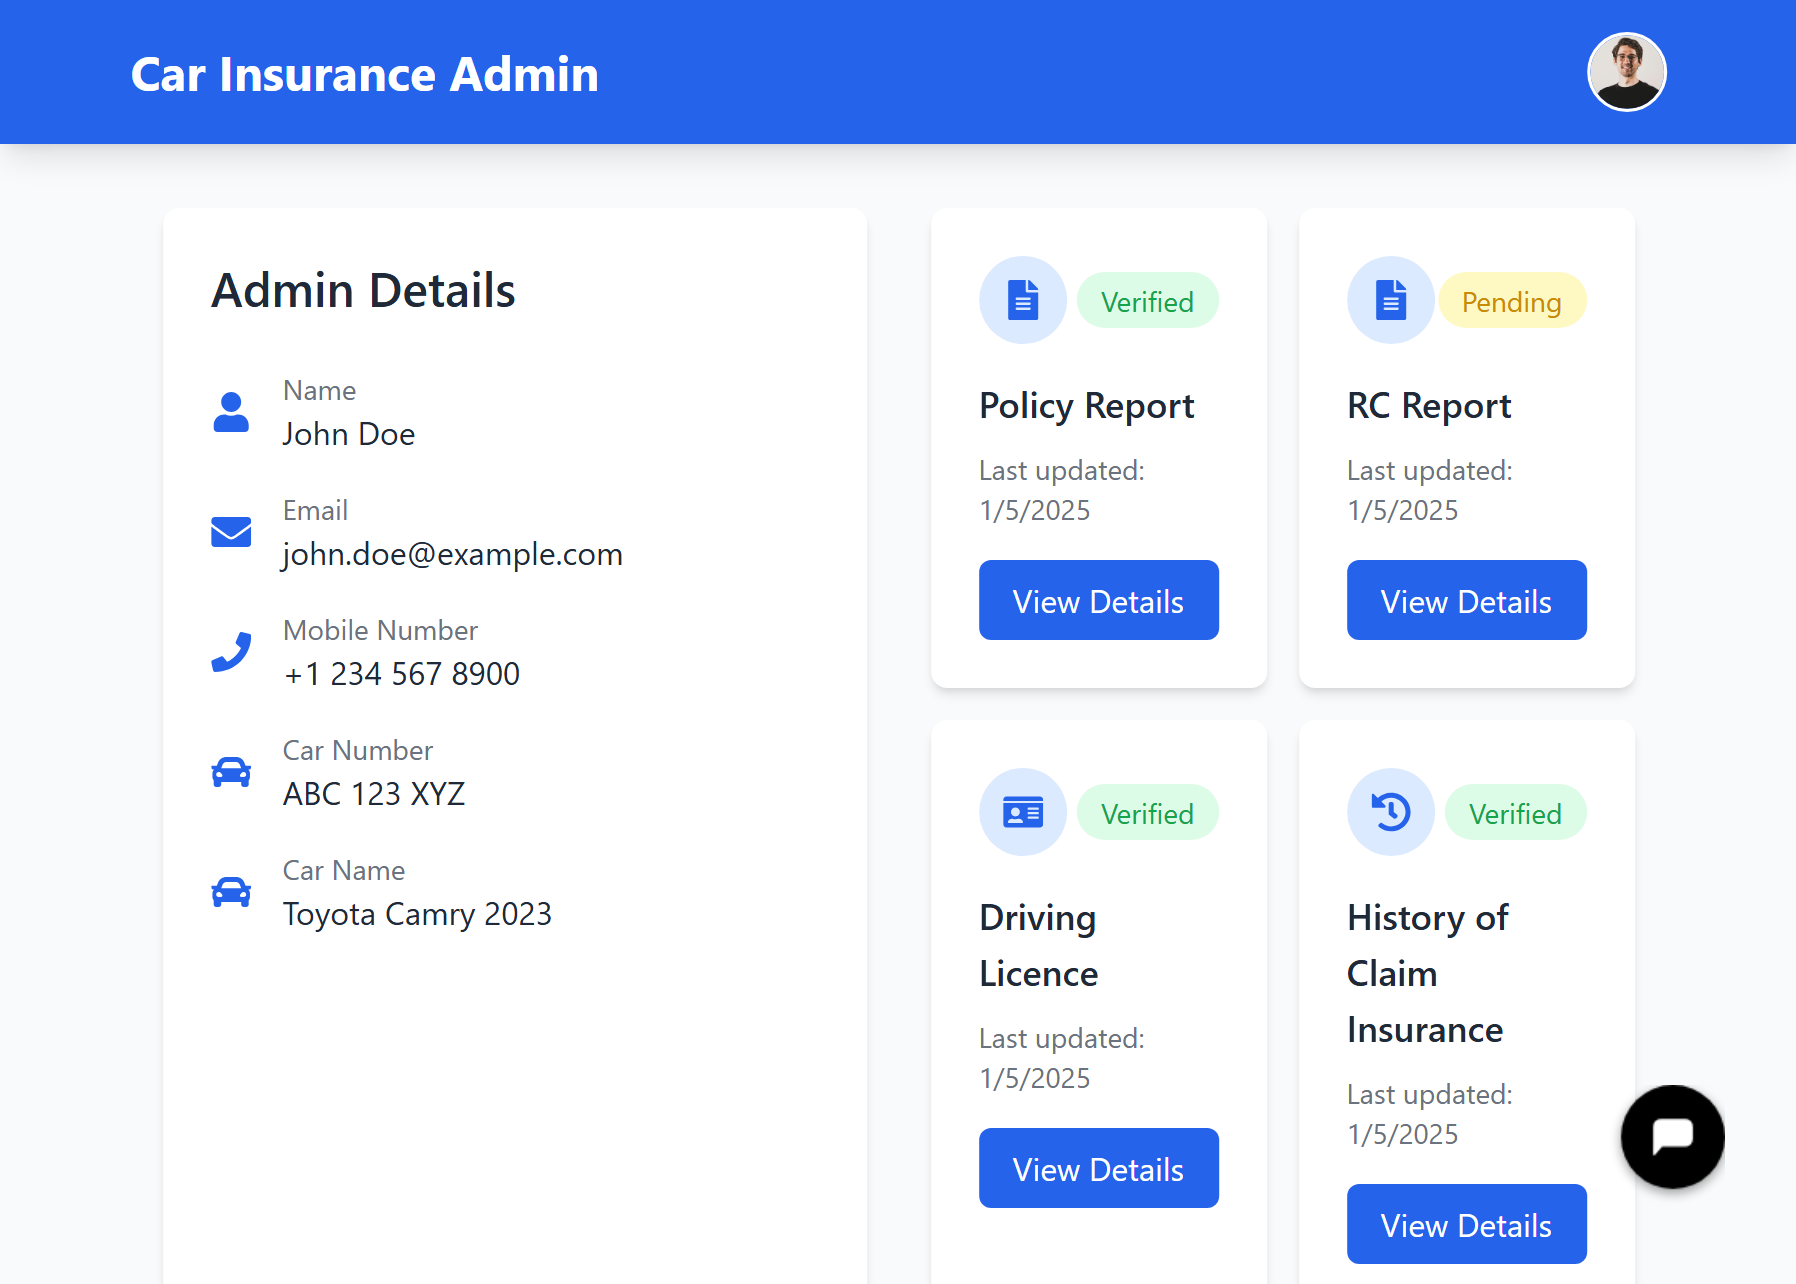 Car Insurance Admin
Admin Details
Name
John Doe
Email
john.doe@example.com
Mobile Number
+1 234 567 8900
Car Number
ABC 123 XYZ
Car Name
Toyota Camry 2023
Verified
Policy Report
Last updated:
1/5/2025
View Details
Pending
RC Report
Last updated:
1/5/2025
View Details
Verified
Driving
Licence
Last updated:
1/5/2025
View Details
Verified
History of
Claim
Insurance
Last updated:
1/5/2025
View Details